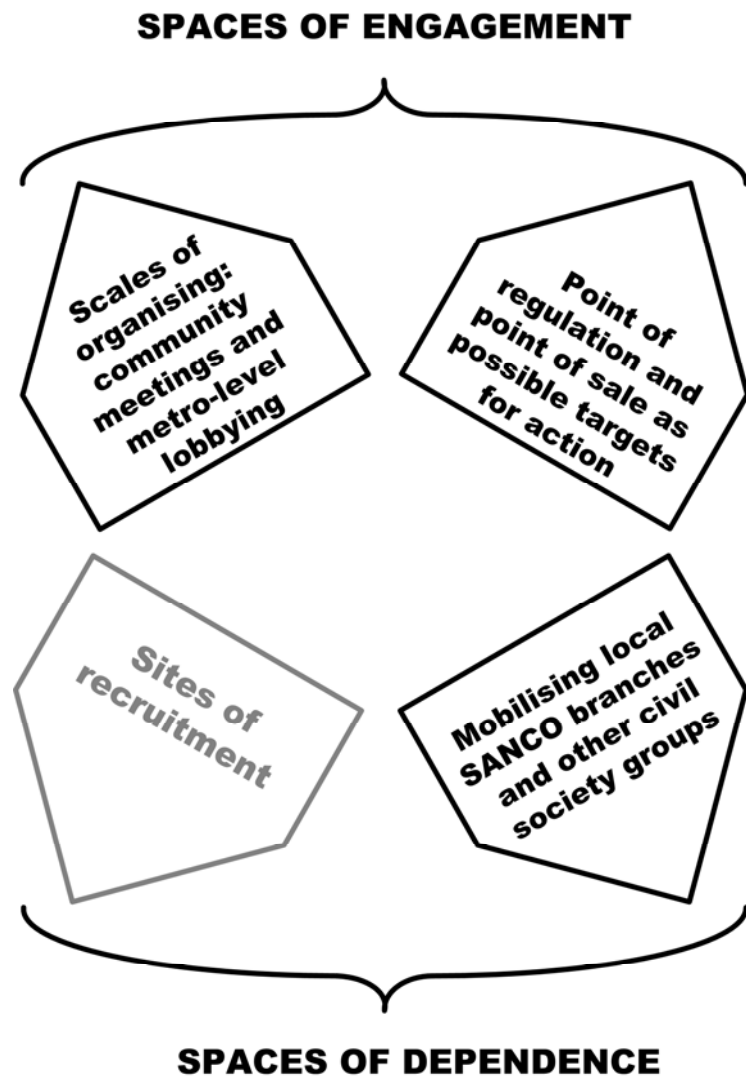 SPACES OF ENGAGEMENT
Scales of
organising:
community
meetings and
metro-level
lobbying
Point of
regulation and
point of sale as
possible targets
for action
Sites of
recruitment
Mobilising local
SANCO branches
and other civil
society groups
SPACES OF DEPENDENCE